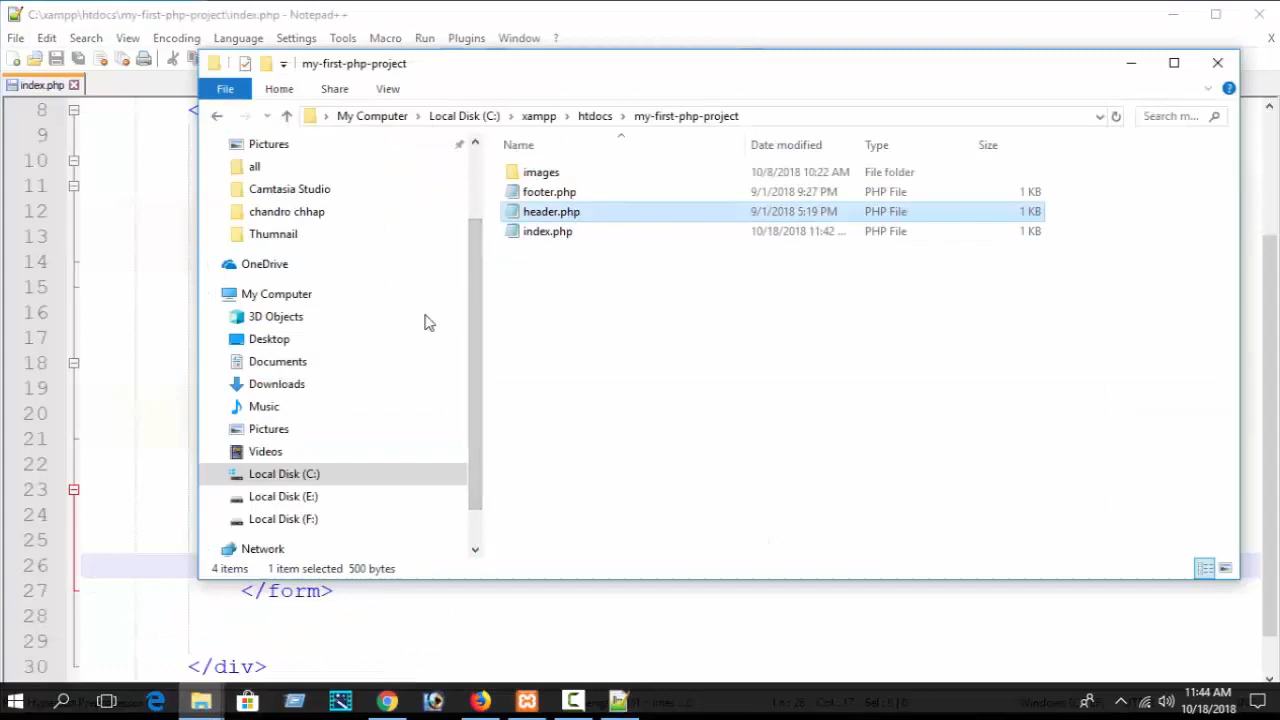 C:\xampp\htdocs\my-first-php-project\index.php - Notepad++
File Edit Search View Encoding Language Settings Tools Macro Run Plugins Window ? X
index.php
my-first-php-project
File Home Share View
My Computer Local Disk (C:) xampp htdocs my-first-php-project Search m...
Name Date modified Type Size
Pictures
all
Camtasia Studio
chandro chhap
Thumnail
OneDrive
My Computer
3D Objects
Desktop
Documents
Downloads
Music
Pictures
Videos
Local Disk (C:)
Local Disk (E:)
Local Disk (F:)
Network
images 10/8/2018 10:22 AM File folder
footer.php 9/1/2018 9:27 PM PHP File 1 KB
header.php 9/1/2018 5:19 PM PHP File 1 KB
index.php 10/18/2018 11:42 ... PHP File 1 KB
4 items 1 item selected 500 bytes
8 <
9
10
11
12
13
14
15
16
17
18
19
20
21
22
23
24
25
26
27 </form>
28
29
30 </div>
11:44 AM
10/18/2018